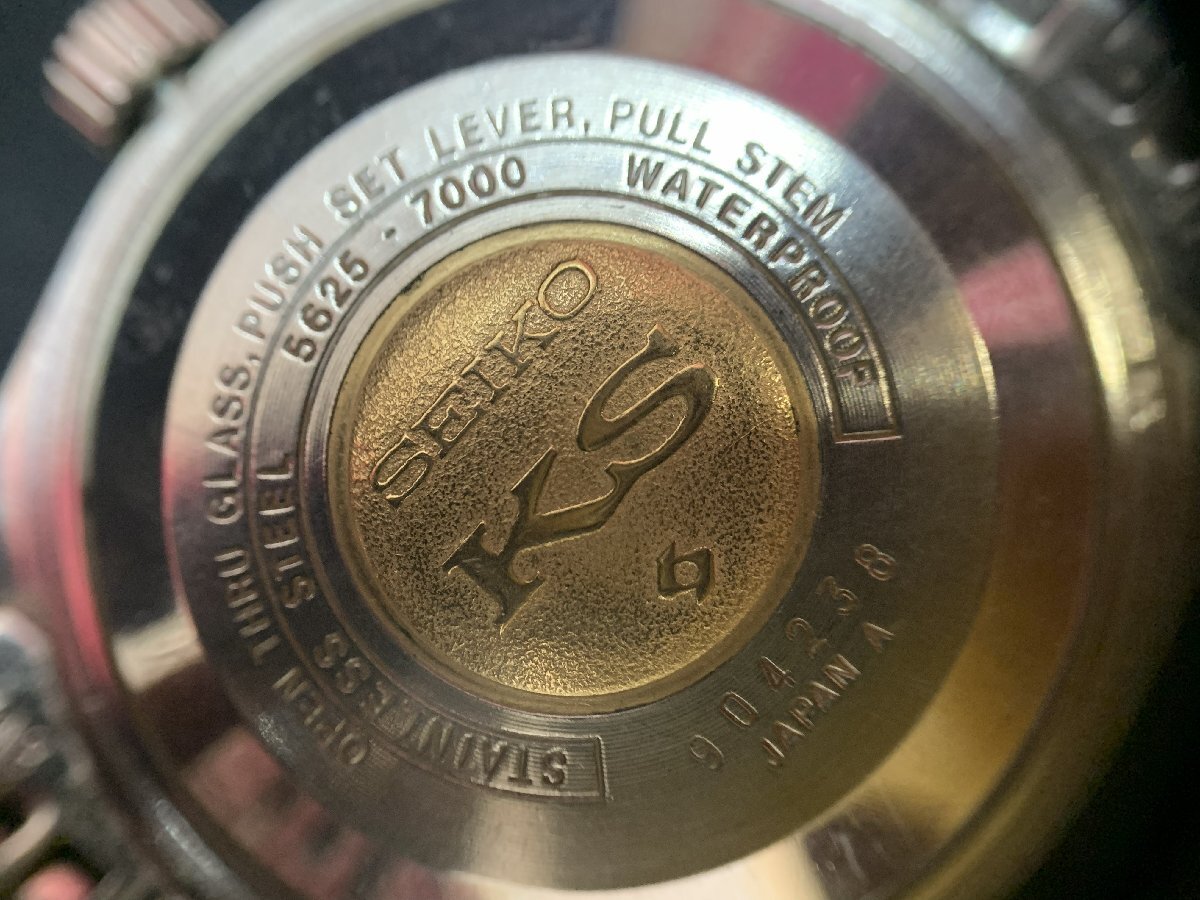 OPEN THRU GLASS, PUSH SET LEVER, PULL STEM
STAINLESS STEEL 5625-7000 WATERPROOF
SEIKO
KS
904238
JAPAN A